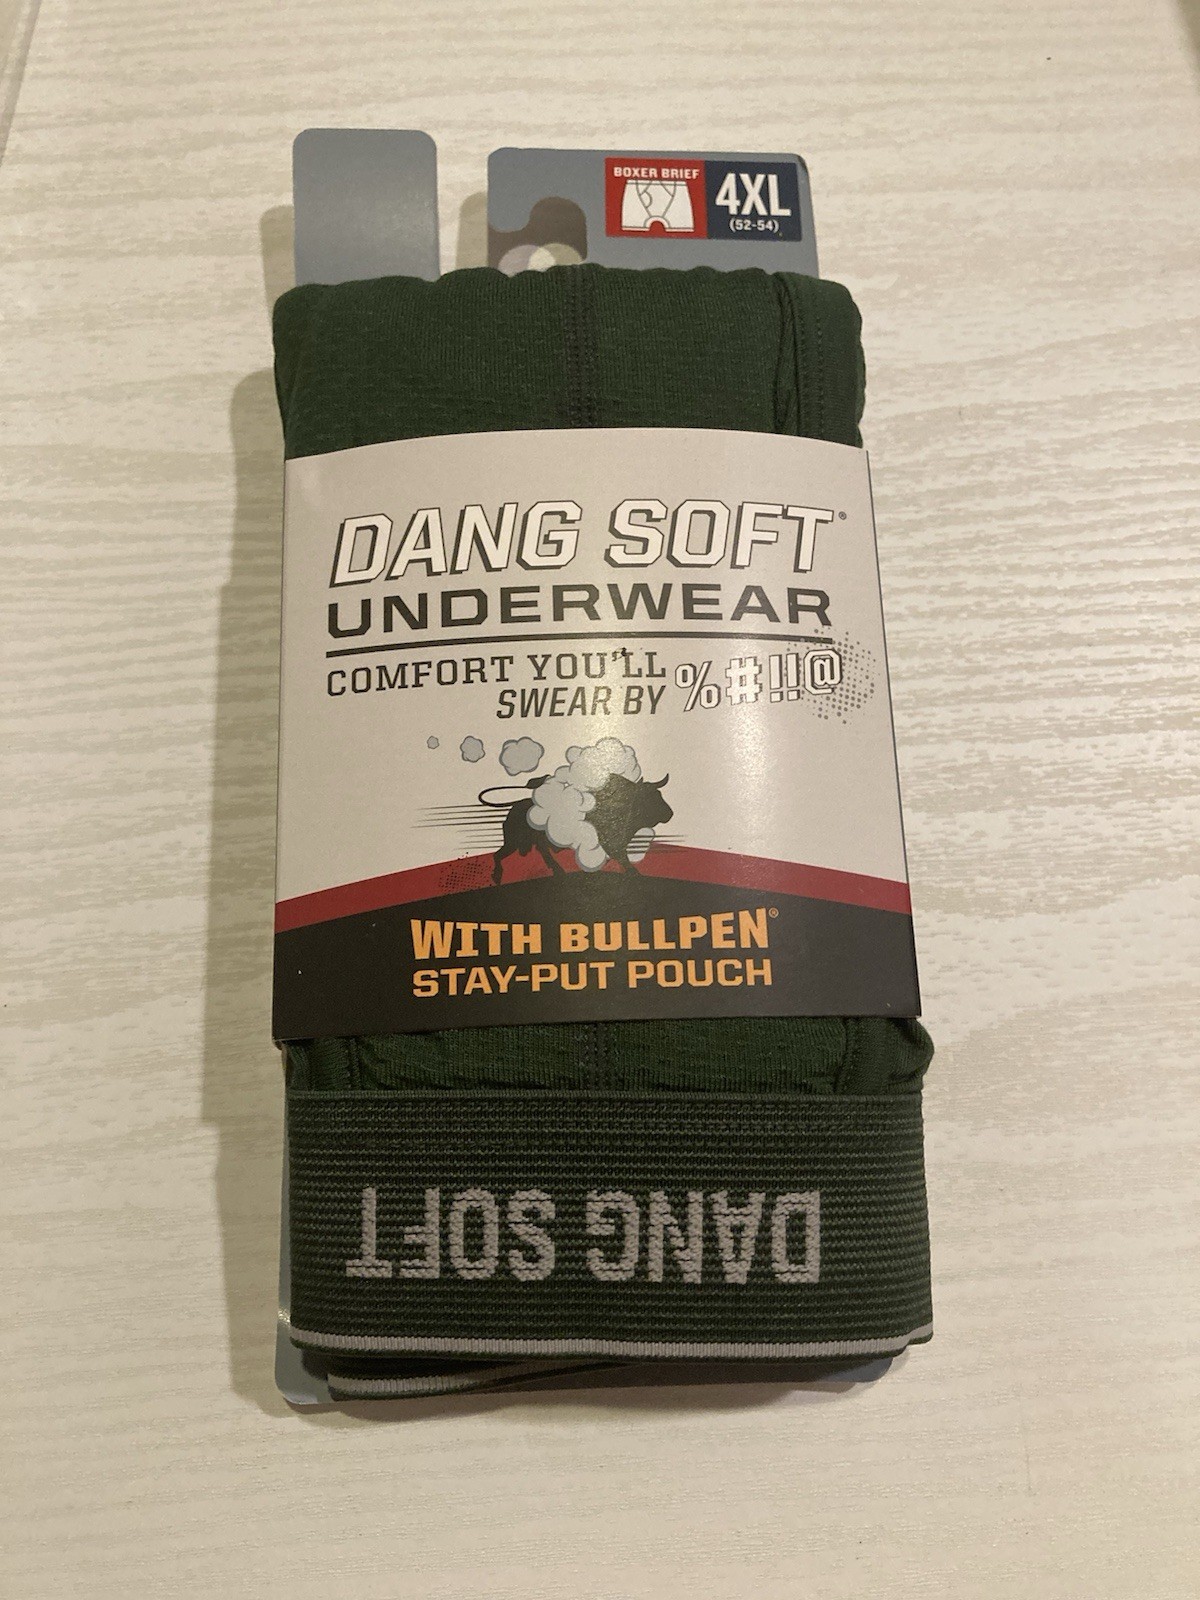 BOXER BRIEF
4XL
(52-54)
DANG SOFT®
UNDERWEAR
COMFORT YOU'LL
SWEAR BY %#!!@
WITH BULLPEN®
STAY-PUT POUCH
DANG SOFT